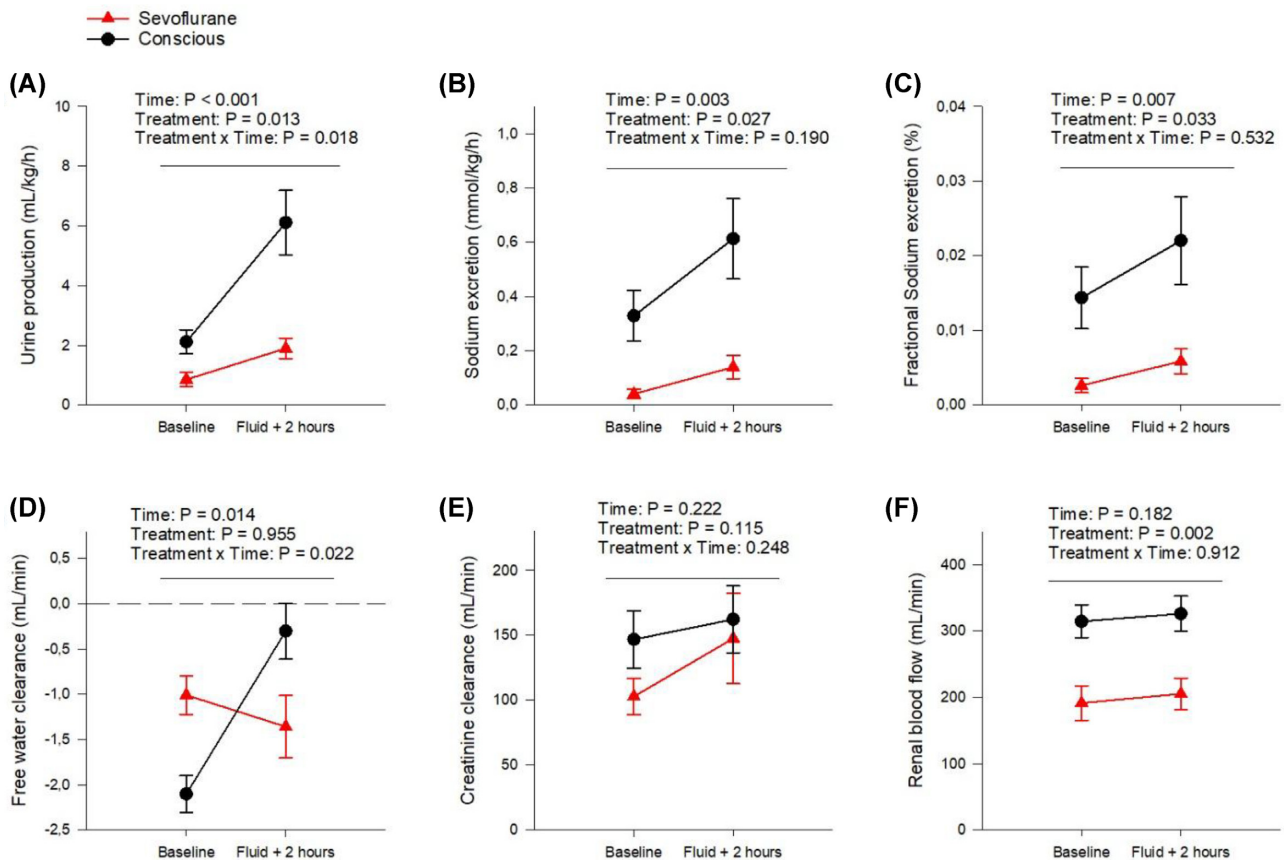 Sevoflurane
Conscious
(A)
Time: P < 0.001
Treatment: P = 0.013
Treatment x Time: P = 0.018
Urine production (mL/kg/h)
10
8
6
4
2
0
Baseline
Fluid + 2 hours
(B)
Time: P = 0.003
Treatment: P = 0.027
Treatment x Time: P = 0.190
Sodium excretion (mmol/kg/h)
1,0
0,8
0,6
0,4
0,2
0,0
Baseline
Fluid + 2 hours
(C)
Time: P = 0.007
Treatment: P = 0.033
Treatment x Time: P = 0.532
Fractional Sodium excretion (%)
0,04
0,03
0,02
0,01
0,00
Baseline
Fluid + 2 hours
(D)
Time: P = 0.014
Treatment: P = 0.955
Treatment x Time: P = 0.022
Free water clearance (mL/min)
0,5
0,0
-0,5
-1,0
-1,5
-2,0
-2,5
Baseline
Fluid + 2 hours
(E)
Time: P = 0.222
Treatment: P = 0.115
Treatment x Time: 0.248
Creatinine clearance (mL/min)
200
150
100
50
0
Baseline
Fluid + 2 hours
(F)
Time: P = 0.182
Treatment: P = 0.002
Treatment x Time: 0.912
Renal blood flow (mL/min)
400
300
200
100
0
Baseline
Fluid + 2 hours